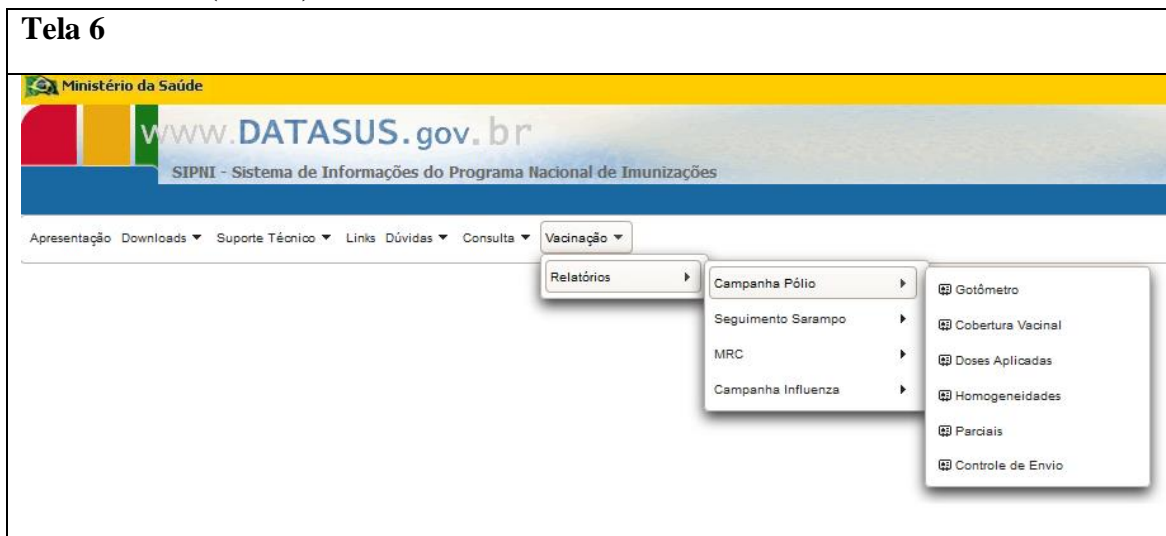 Tela 6
Ministério da Saúde
www.DATASUS.gov.br
SIPNI - Sistema de Informações do Programa Nacional de Imunizações
Apresentação Downloads Suporte Técnico Links Dúvidas Consulta Vacinação
Relatórios
Campanha Pólio
Seguimento Sarampo
MRC
Campanha Influenza
Gotômetro
Cobertura Vacinal
Doses Aplicadas
Homogeneidades
Parciais
Controle de Envio